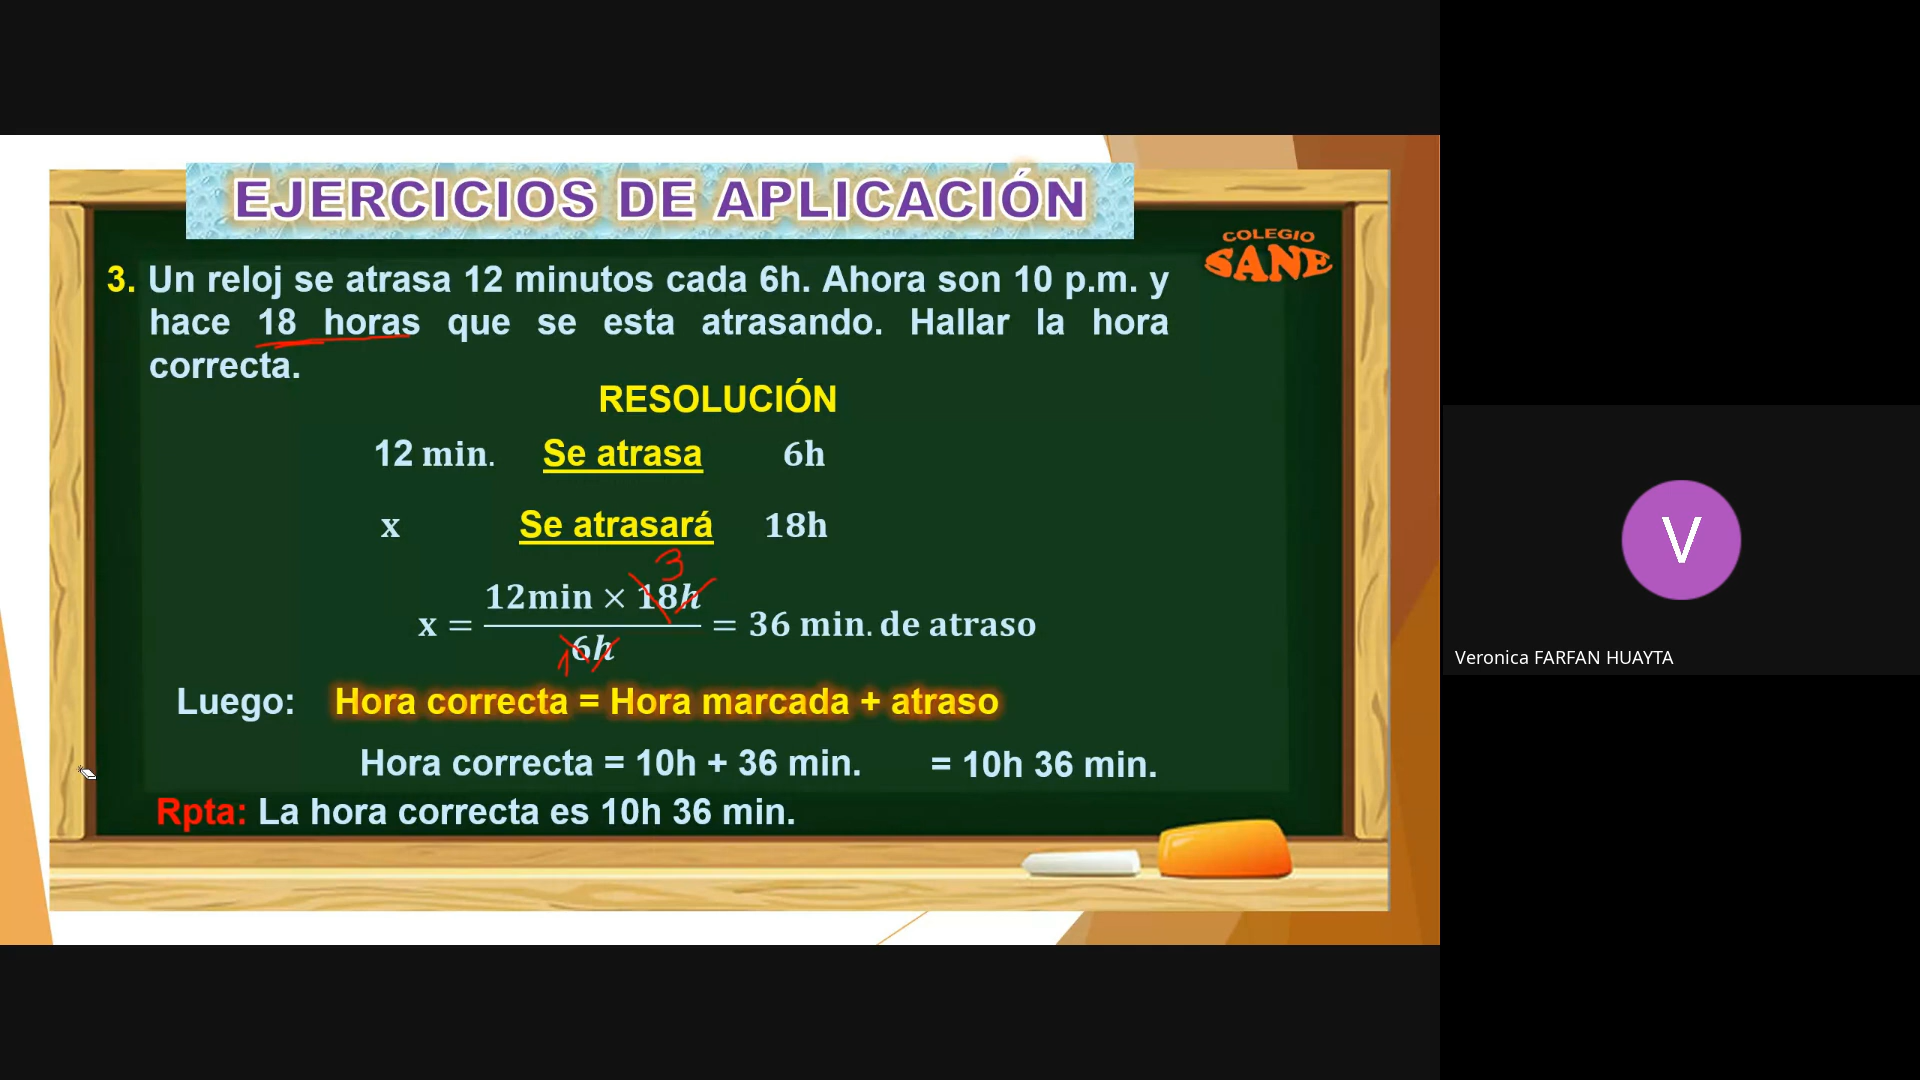 EJERCICIOS DE APLICACIÓN
COLEGIO
SANE
3. Un reloj se atrasa 12 minutos cada 6h. Ahora son 10 p.m. y
hace 18 horas que se esta atrasando. Hallar la hora
correcta.
RESOLUCIÓN
12 min. Se atrasa 6h
x Se atrasará 18h
3
12min × 18h
x = = 36 min. de atraso
6h
1
Luego: Hora correcta = Hora marcada + atraso
Hora correcta = 10h + 36 min. = 10h 36 min.
Rpta: La hora correcta es 10h 36 min.
V
Veronica FARFAN HUAYTA